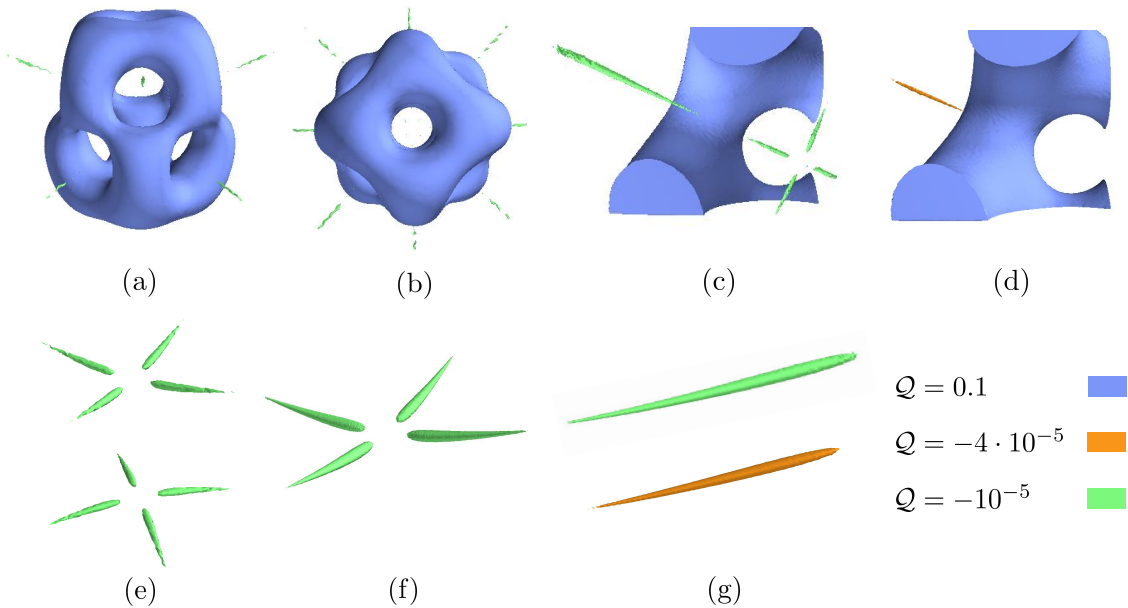 (a)
(b)
(c)
(d)
𝒬 = 0.1
𝒬 = −4 · 10⁻⁵
𝒬 = −10⁻⁵
(e)
(f)
(g)